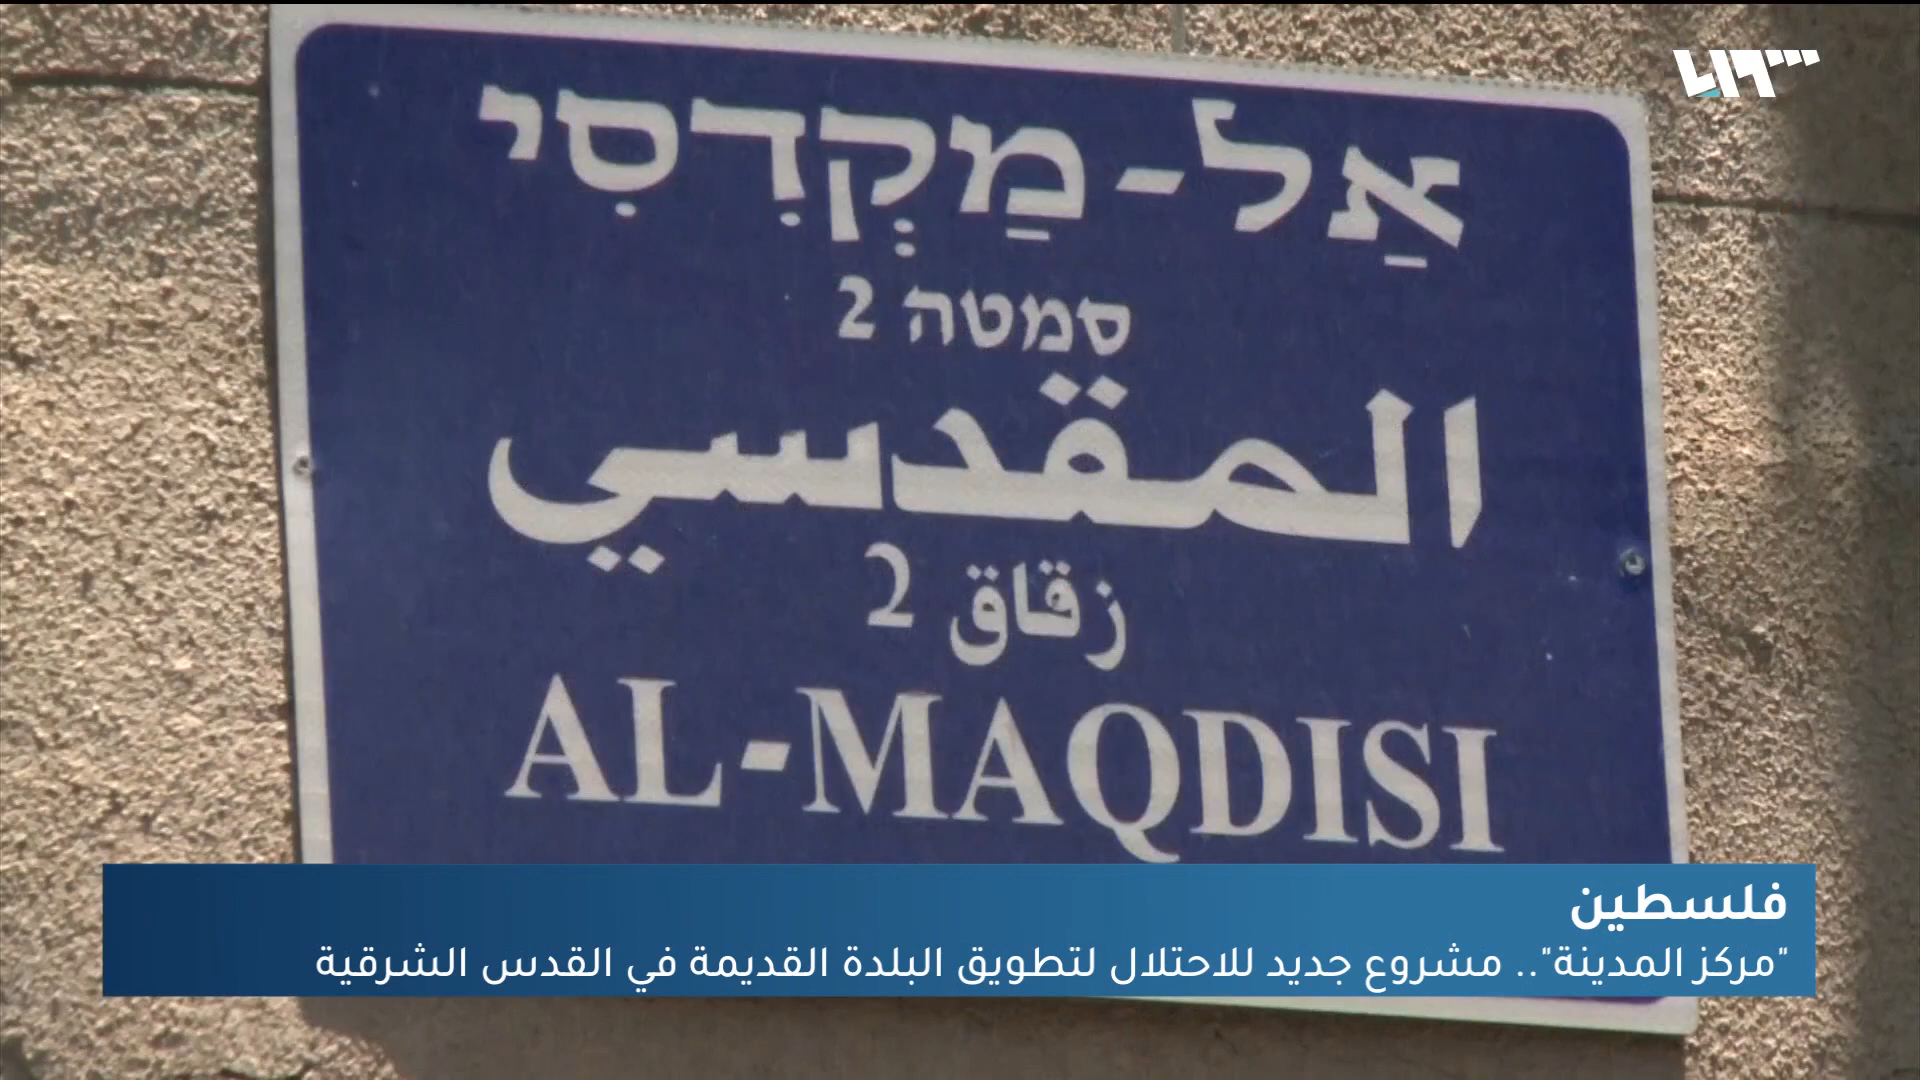 سوريا
אַל-מַקְדִסִי
סמטה 2
المقدسي
زقاق 2
AL-MAQDISI
فلسطين
"مركز المدينة".. مشروع جديد للاحتلال لتطويق البلدة القديمة في القدس الشرقية